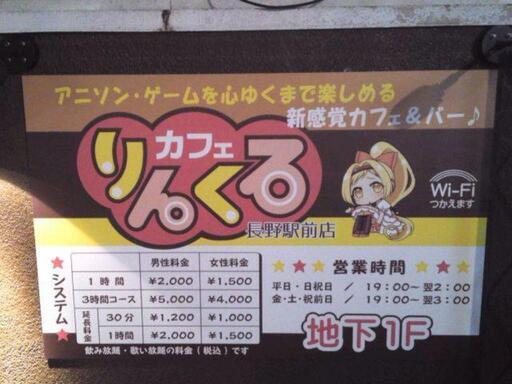 アニソン・ゲームを心ゆくまで楽しめる
新感覚カフェ&バー♪
カフェ
りんくる
長野駅前店
Wi-Fi
つかえます
★システム★
男性料金 女性料金
1時間 ¥2,000 ¥1,500
3時間コース ¥5,000 ¥4,000
延長料金 30分 ¥1,200 ¥1,000
1時間 ¥2,000 ¥1,500
飲み放題・歌い放題の料金(税込)です
★★★営業時間★★★
平日・日祝日 / 19:00~翌2:00
金・土・祝前日 / 19:00~翌3:00
地下1F